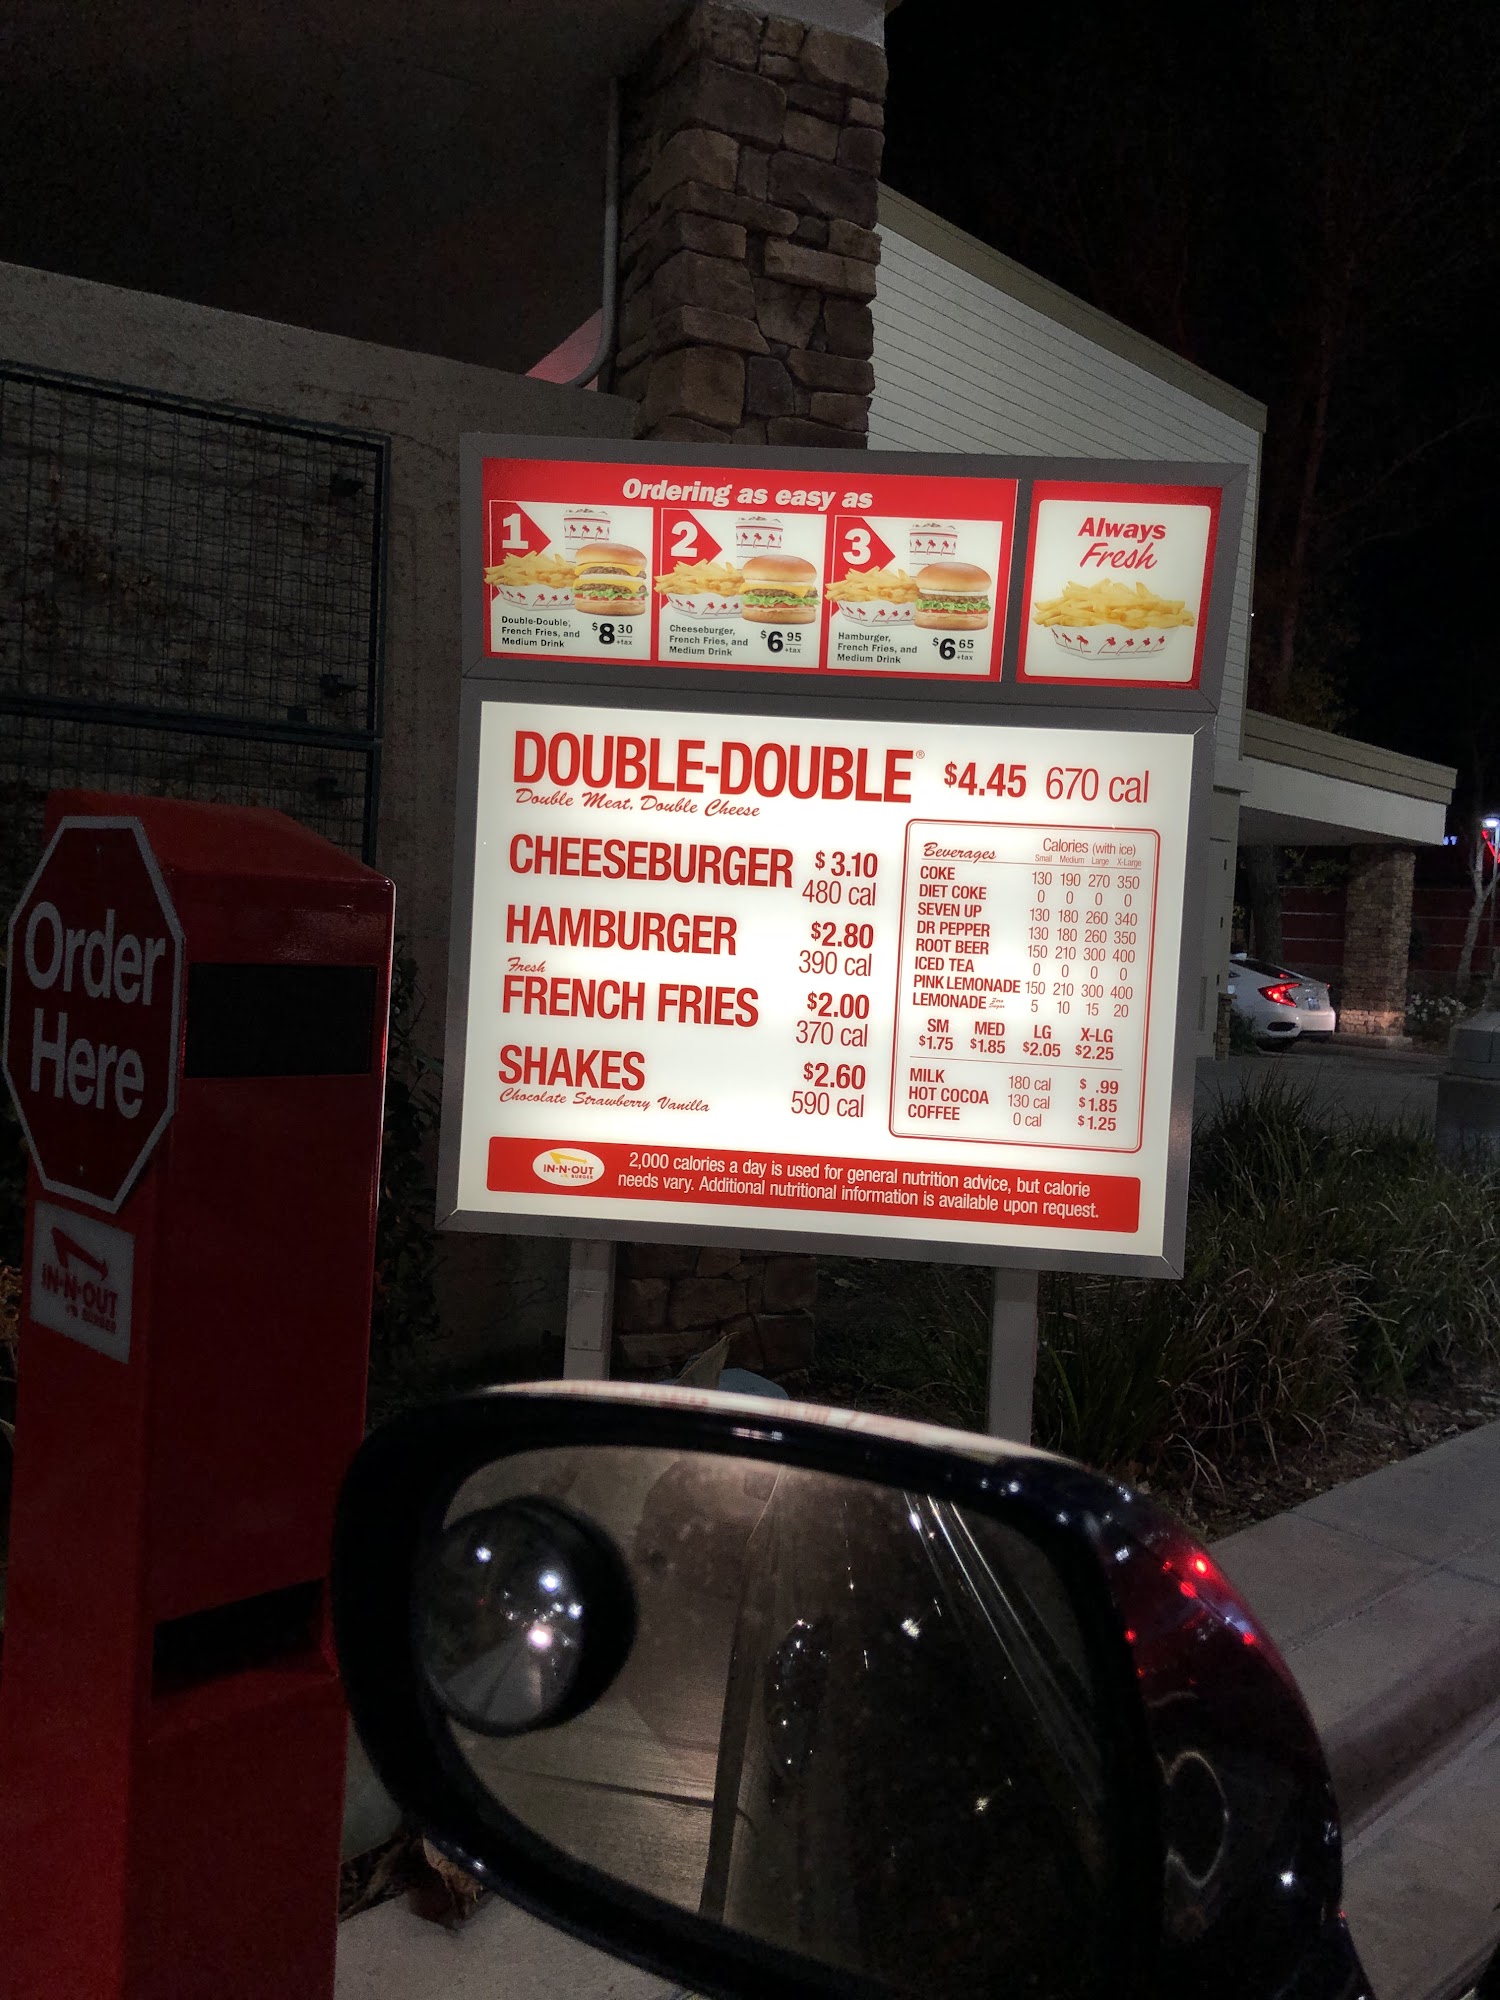 Ordering as easy as
1
Double-Double,
French Fries, and
Medium Drink
$8 30
+tax
2
Cheeseburger,
French Fries, and
Medium Drink
$6 95
+tax
3
Hamburger,
French Fries, and
Medium Drink
$6 65
+tax
Always
Fresh
DOUBLE-DOUBLE® $4.45 670 cal
Double Meat, Double Cheese
CHEESEBURGER $3.10
480 cal
HAMBURGER $2.80
390 cal
Fresh
FRENCH FRIES $2.00
370 cal
SHAKES $2.60
Chocolate Strawberry Vanilla 590 cal
Beverages Calories (with ice)
Small Medium Large X-Large
COKE 130 190 270 350
DIET COKE 0 0 0 0
SEVEN UP 130 180 260 340
DR PEPPER 130 180 260 350
ROOT BEER 150 210 300 400
ICED TEA 0 0 0 0
PINK LEMONADE 150 210 300 400
LEMONADE Zero Sugar 5 10 15 20
SM MED LG X-LG
$1.75 $1.85 $2.05 $2.25
MILK 180 cal $ .99
HOT COCOA 130 cal $1.85
COFFEE 0 cal $1.25
IN-N-OUT
BURGER
2,000 calories a day is used for general nutrition advice, but calorie
needs vary. Additional nutritional information is available upon request.
Order
Here
IN-N-OUT
BURGER